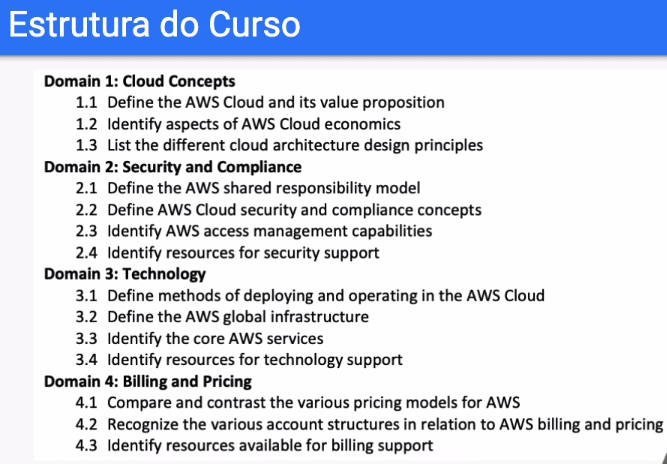 Estrutura do Curso
Domain 1: Cloud Concepts
1.1 Define the AWS Cloud and its value proposition
1.2 Identify aspects of AWS Cloud economics
1.3 List the different cloud architecture design principles
Domain 2: Security and Compliance
2.1 Define the AWS shared responsibility model
2.2 Define AWS Cloud security and compliance concepts
2.3 Identify AWS access management capabilities
2.4 Identify resources for security support
Domain 3: Technology
3.1 Define methods of deploying and operating in the AWS Cloud
3.2 Define the AWS global infrastructure
3.3 Identify the core AWS services
3.4 Identify resources for technology support
Domain 4: Billing and Pricing
4.1 Compare and contrast the various pricing models for AWS
4.2 Recognize the various account structures in relation to AWS billing and pricing
4.3 Identify resources available for billing support